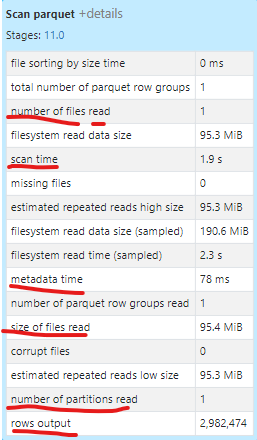 Scan parquet +details
Stages: 11.0
file sorting by size time 0 ms
total number of parquet row groups 1
number of files read 1
filesystem read data size 95.3 MiB
scan time 1.9 s
missing files 0
estimated repeated reads high size 95.3 MiB
filesystem read data size (sampled) 190.6 MiB
filesystem read time (sampled) 2.3 s
metadata time 78 ms
number of parquet row groups read 1
size of files read 95.4 MiB
corrupt files 0
estimated repeated reads low size 95.3 MiB
number of partitions read 1
rows output 2,982,474